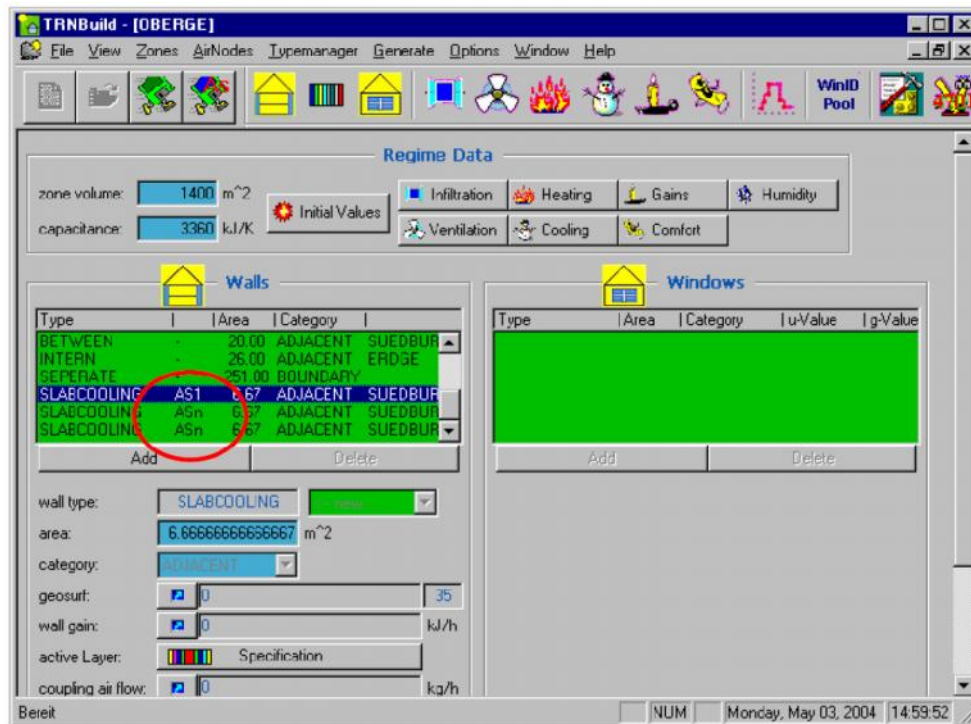 TRNBuild - [OBERGE]
File View Zones AirNodes Typemanager Generate Options Window Help
WinID Pool
Regime Data
zone volume: 1400 m^2
Initial Values
Infiltration Heating Gains Humidity
capacitance: 3360 kJ/K
Ventilation Cooling Comfort
Walls
Type | |Area |Category |
BETWEEN - 20.00 ADJACENT SUEDBUR
INTERN - 26.00 ADJACENT ERDGE
SEPERATE - 251.00 BOUNDARY
SLABCOOLING AS1 6.67 ADJACENT SUEDBUR
SLABCOOLING ASn 6.67 ADJACENT SUEDBUR
SLABCOOLING ASn 6.67 ADJACENT SUEDBUR
Add Delete
wall type: SLABCOOLING <- new
area: 6.66666666666667 m^2
category: ADJACENT
geosurf: 0 35
wall gain: 0 kJ/h
active Layer: Specification
coupling air flow: 0 kg/h
Windows
Type |Area |Category |u-Value |g-Value
Add Delete
Bereit NUM Monday, May 03, 2004 14:59:52